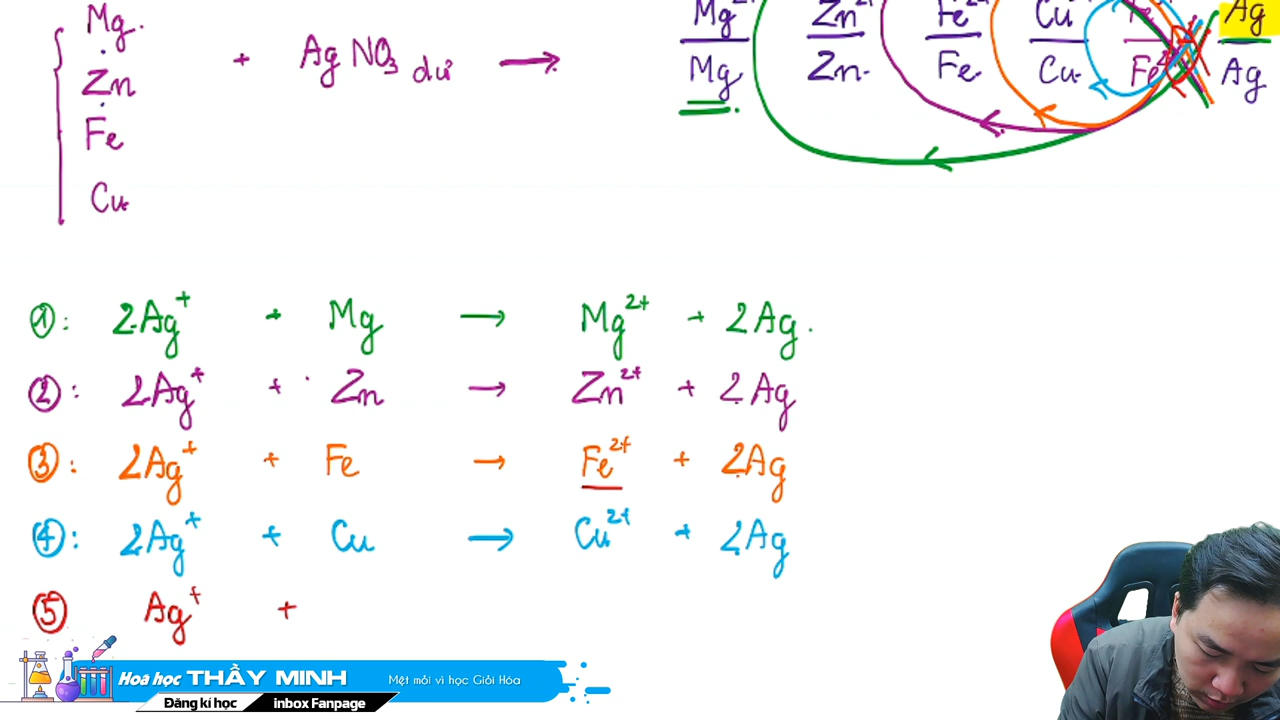 Mg.
Zn
Fe
Cu
+ AgNO₃ dư →
Mg²⁺ Zn²⁺ Fe²⁺ Cu²⁺ Ag
Mg Zn Fe Cu Fe²⁺ Ag
①: 2Ag⁺ + Mg → Mg²⁺ + 2Ag.
②: 2Ag⁺ + Zn → Zn²⁺ + 2Ag
③: 2Ag⁺ + Fe → Fe²⁺ + 2Ag
④: 2Ag⁺ + Cu → Cu²⁺ + 2Ag
⑤ Ag⁺ +
Hoá học THẦY MINH
Mệt mỏi vì học Giỏi Hóa
Đăng kí học inbox Fanpage